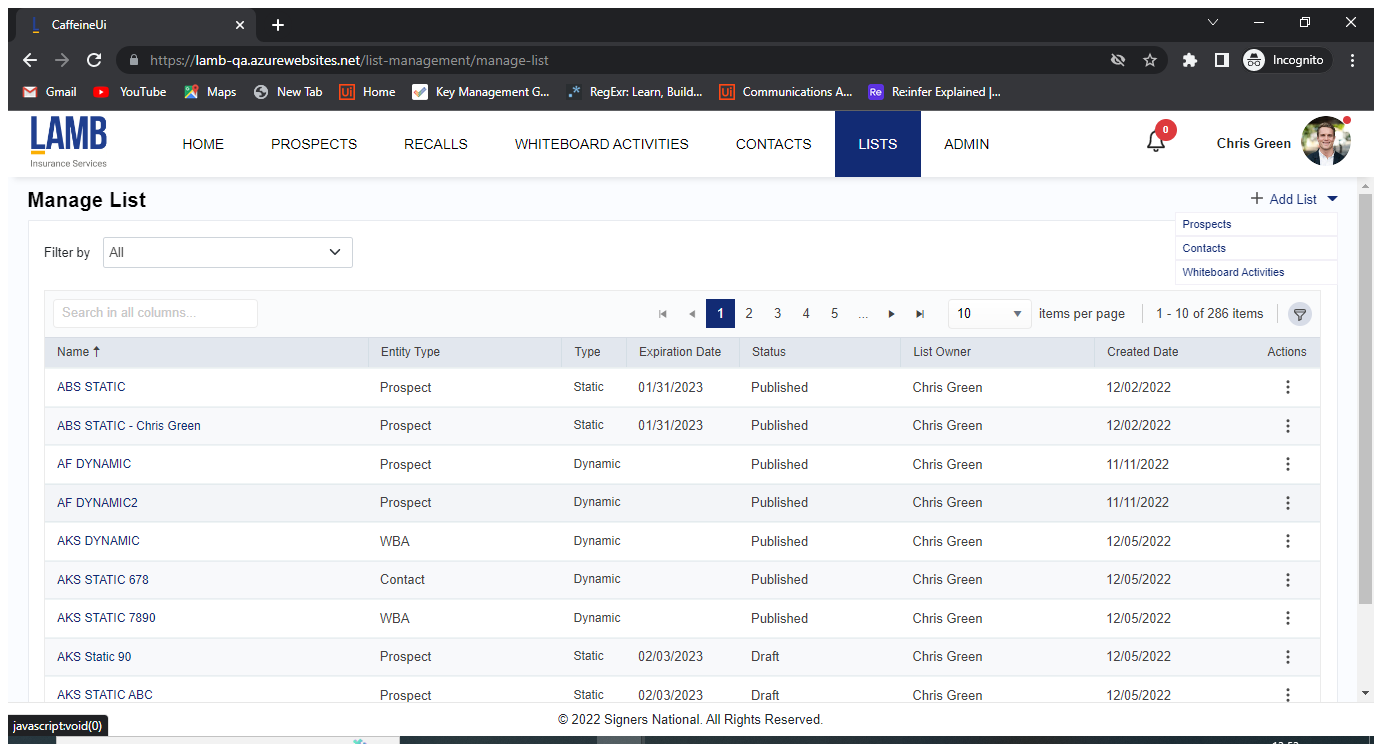 CaffeineUi
https://lamb-qa.azurewebsites.net/list-management/manage-list
Incognito
Gmail YouTube Maps New Tab Ui Home Key Management G... .* RegExr: Learn, Build... Ui Communications A... Re Reinfer Explained |...
LAMB
Insurance Services
HOME PROSPECTS RECALLS WHITEBOARD ACTIVITIES CONTACTS LISTS ADMIN
0
Chris Green
Manage List
+ Add List
Prospects
Contacts
Whiteboard Activities
Filter by All
Search in all columns...
1 2 3 4 5 ... 10 items per page 1 - 10 of 286 items
Name ↑ Entity Type Type Expiration Date Status List Owner Created Date Actions
ABS STATIC Prospect Static 01/31/2023 Published Chris Green 12/02/2022
ABS STATIC - Chris Green Prospect Static 01/31/2023 Published Chris Green 12/02/2022
AF DYNAMIC Prospect Dynamic Published Chris Green 11/11/2022
AF DYNAMIC2 Prospect Dynamic Published Chris Green 11/11/2022
AKS DYNAMIC WBA Dynamic Published Chris Green 12/05/2022
AKS STATIC 678 Contact Dynamic Published Chris Green 12/05/2022
AKS STATIC 7890 WBA Dynamic Published Chris Green 12/05/2022
AKS Static 90 Prospect Static 02/03/2023 Draft Chris Green 12/05/2022
AKS STATIC ABC Prospect Static 02/03/2023 Draft Chris Green 12/05/2022
© 2022 Signers National. All Rights Reserved.
javascript:void(0)